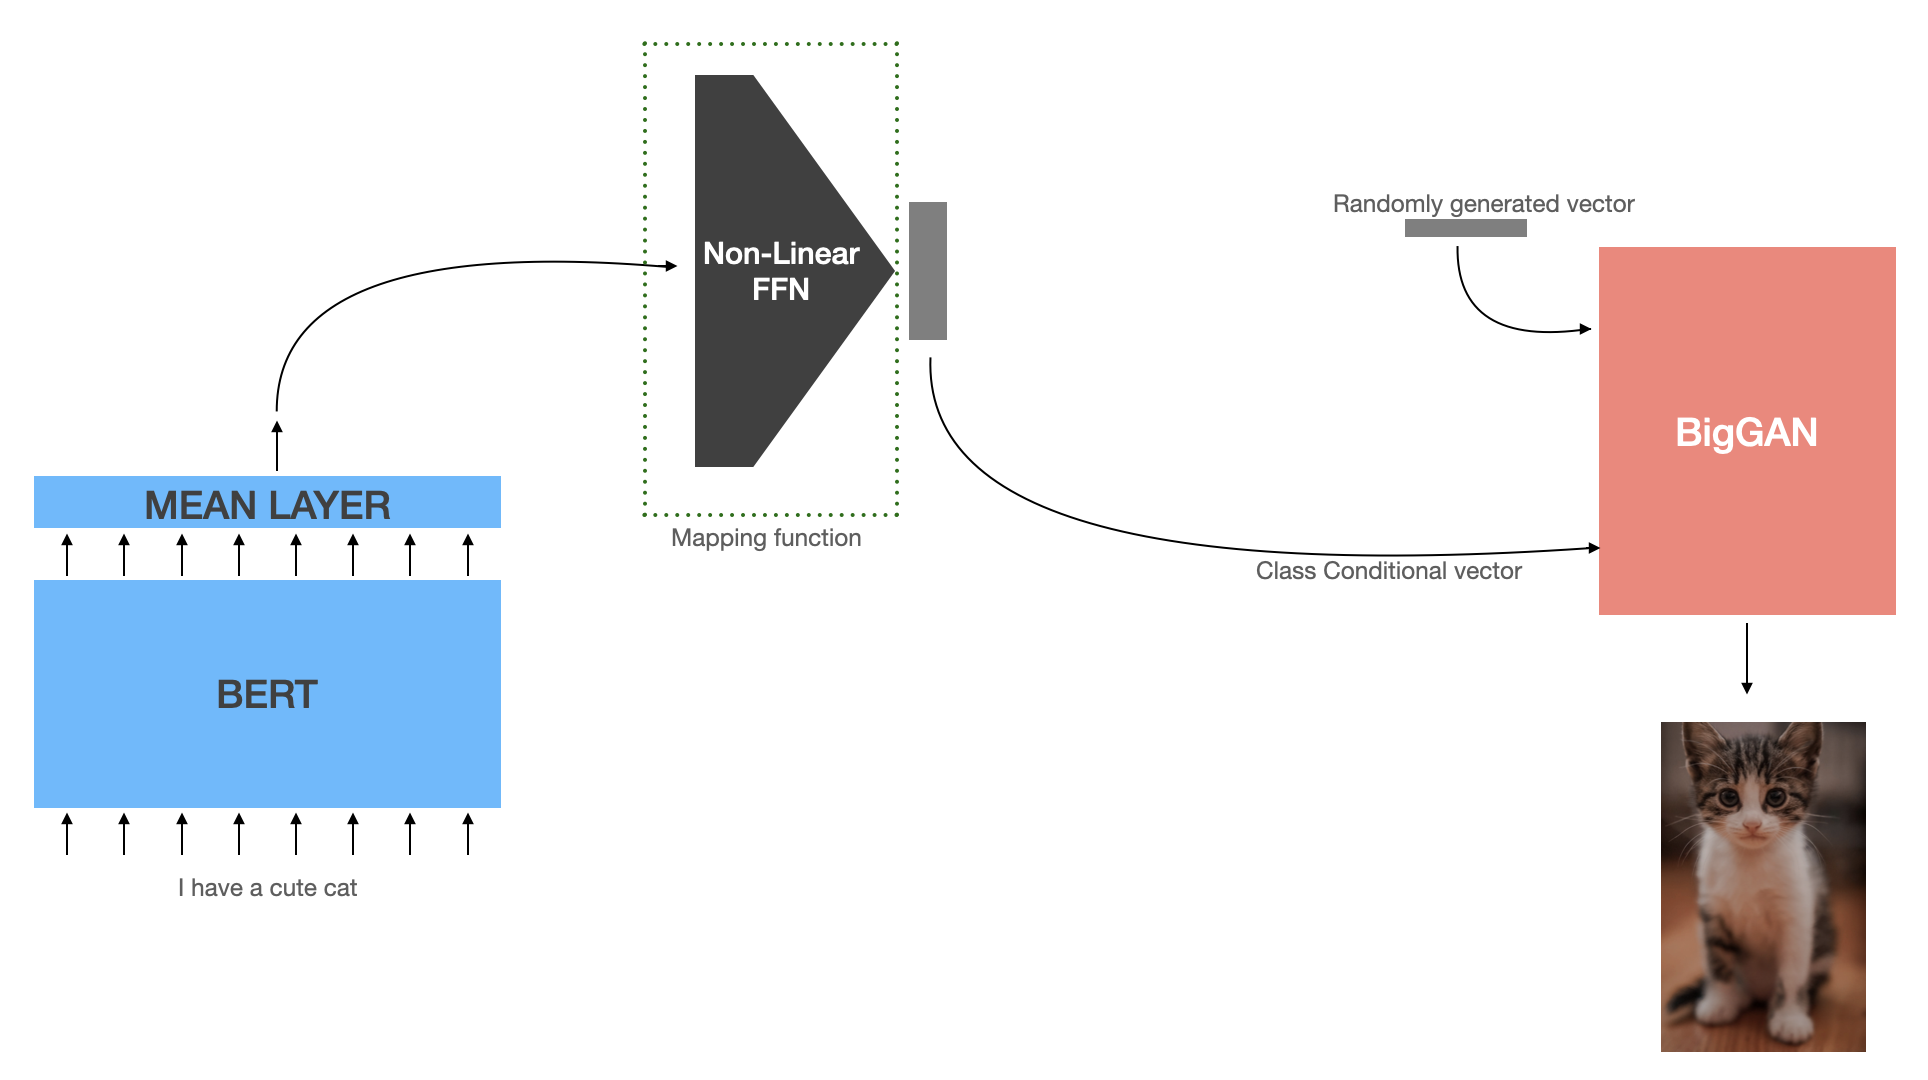 Randomly generated vector
Non-Linear
FFN
BigGAN
MEAN LAYER
Mapping function
Class Conditional vector
BERT
I have a cute cat